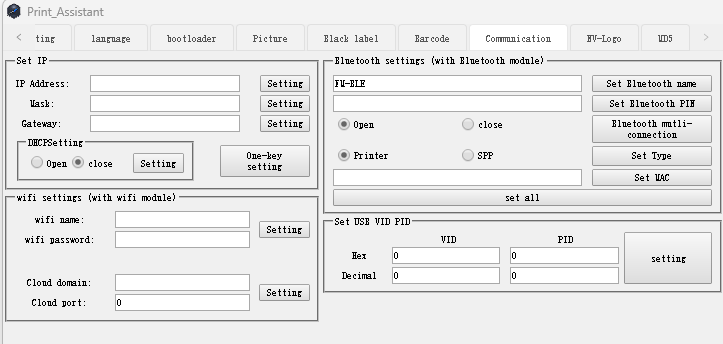 Print_Assistant
< ting language bootloader Picture Black label Barcode Communication NV-Logo MD5 >
Set IP
IP Address: Setting
Mask: Setting
Gateway: Setting
DHCPSetting
Open close Setting
One-key
setting
wifi settings (with wifi module)
wifi name:
wifi password:
Setting
Cloud domain:
Cloud port: 0
Setting
Bluetooth settings (with Bluetooth module)
FW-BLE Set Bluetooth name
Set Bluetooth PIN
Open close
Bluetooth mutli-
connection
Printer SPP Set Type
Set MAC
set all
Set USE VID PID
VID PID
Hex 0 0
Decimal 0 0
setting